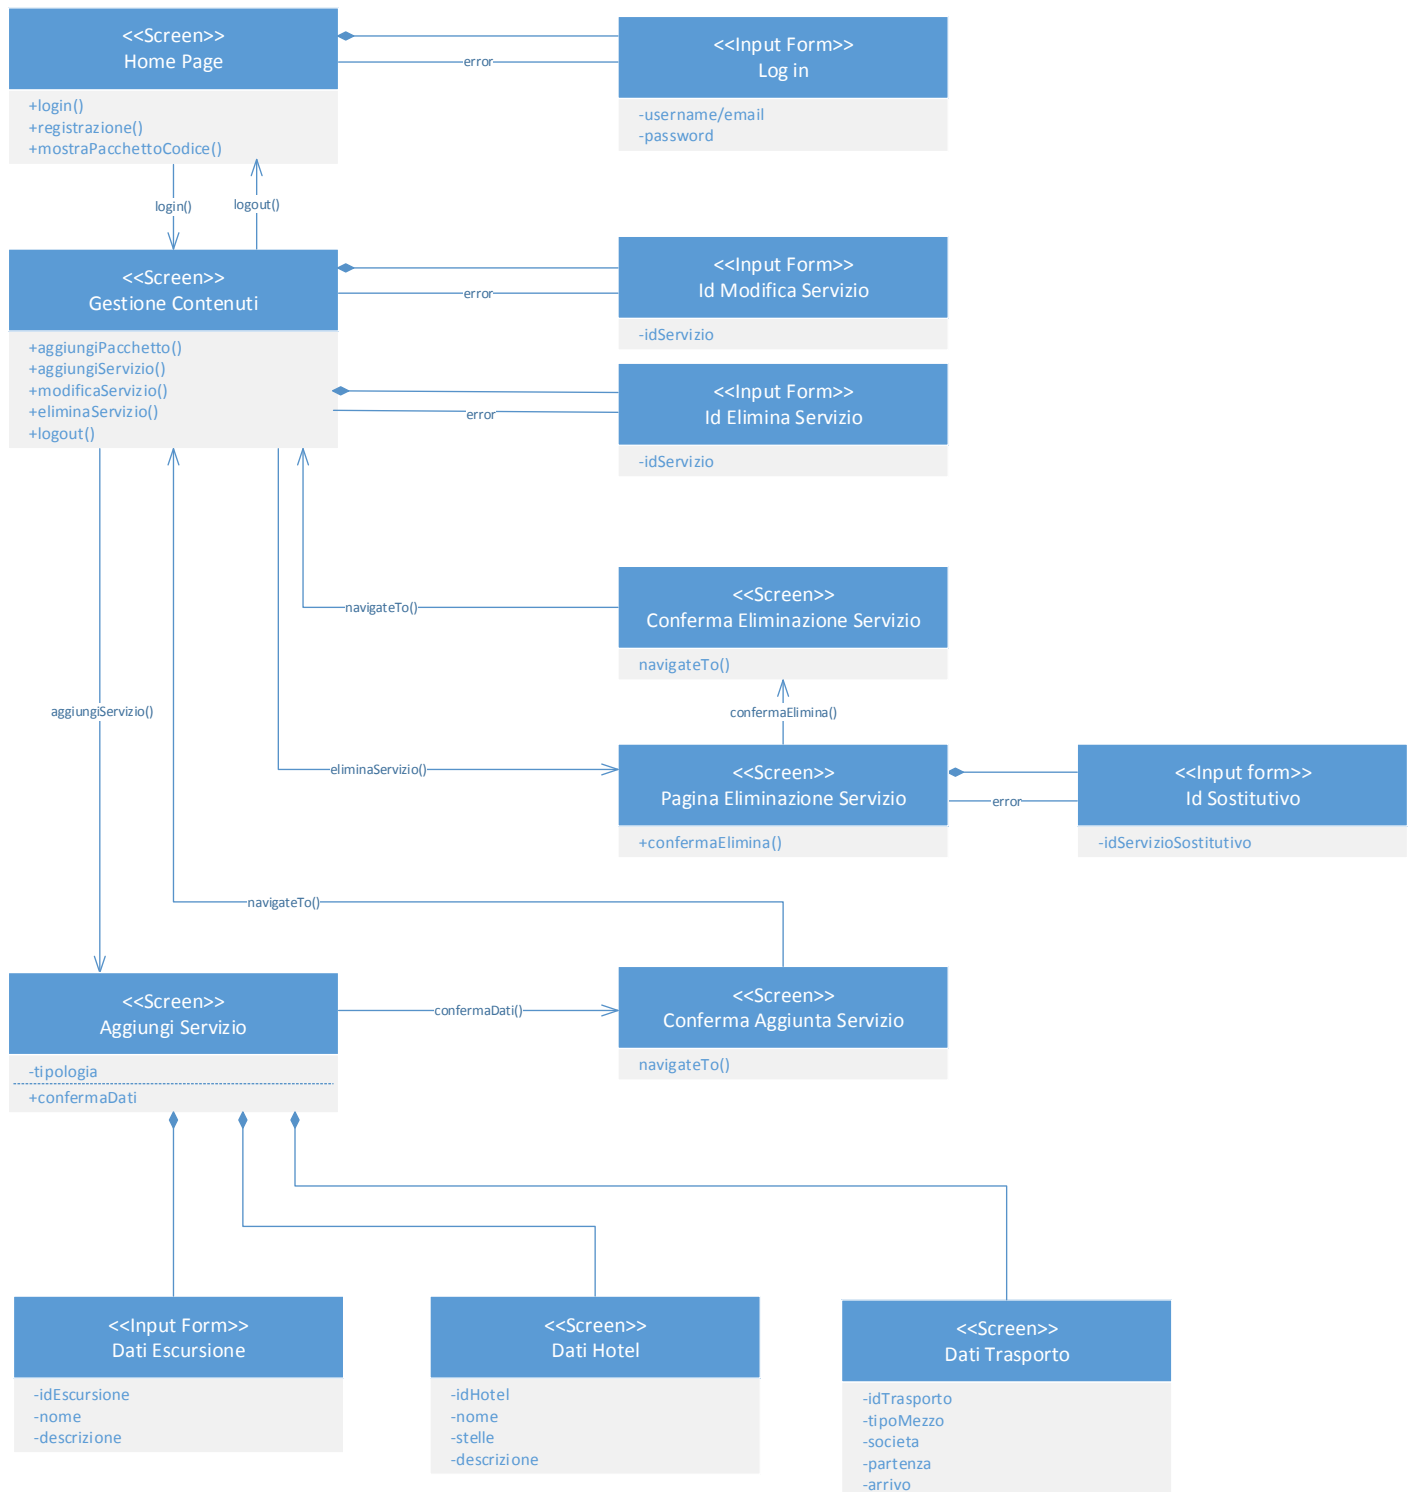 <<Screen>>
Home Page
+login()
+registrazione()
+mostraPacchettoCodice()
error
<<Input Form>>
Log in
-username/email
-password
login()
logout()
<<Screen>>
Gestione Contenuti
+aggiungiPacchetto()
+aggiungiServizio()
+modificaServizio()
+eliminaServizio()
+logout()
error
<<Input Form>>
Id Modifica Servizio
-idServizio
error
<<Input Form>>
Id Elimina Servizio
-idServizio
navigateTo()
<<Screen>>
Conferma Eliminazione Servizio
navigateTo()
aggiungiServizio()
confermaElimina()
eliminaServizio()
<<Screen>>
Pagina Eliminazione Servizio
+confermaElimina()
error
<<Input form>>
Id Sostitutivo
-idServizioSostitutivo
navigateTo()
<<Screen>>
Aggiungi Servizio
-tipologia
+confermaDati
confermaDati()
<<Screen>>
Conferma Aggiunta Servizio
navigateTo()
<<Input Form>>
Dati Escursione
-idEscursione
-nome
-descrizione
<<Screen>>
Dati Hotel
-idHotel
-nome
-stelle
-descrizione
<<Screen>>
Dati Trasporto
-idTrasporto
-tipoMezzo
-societa
-partenza
-arrivo